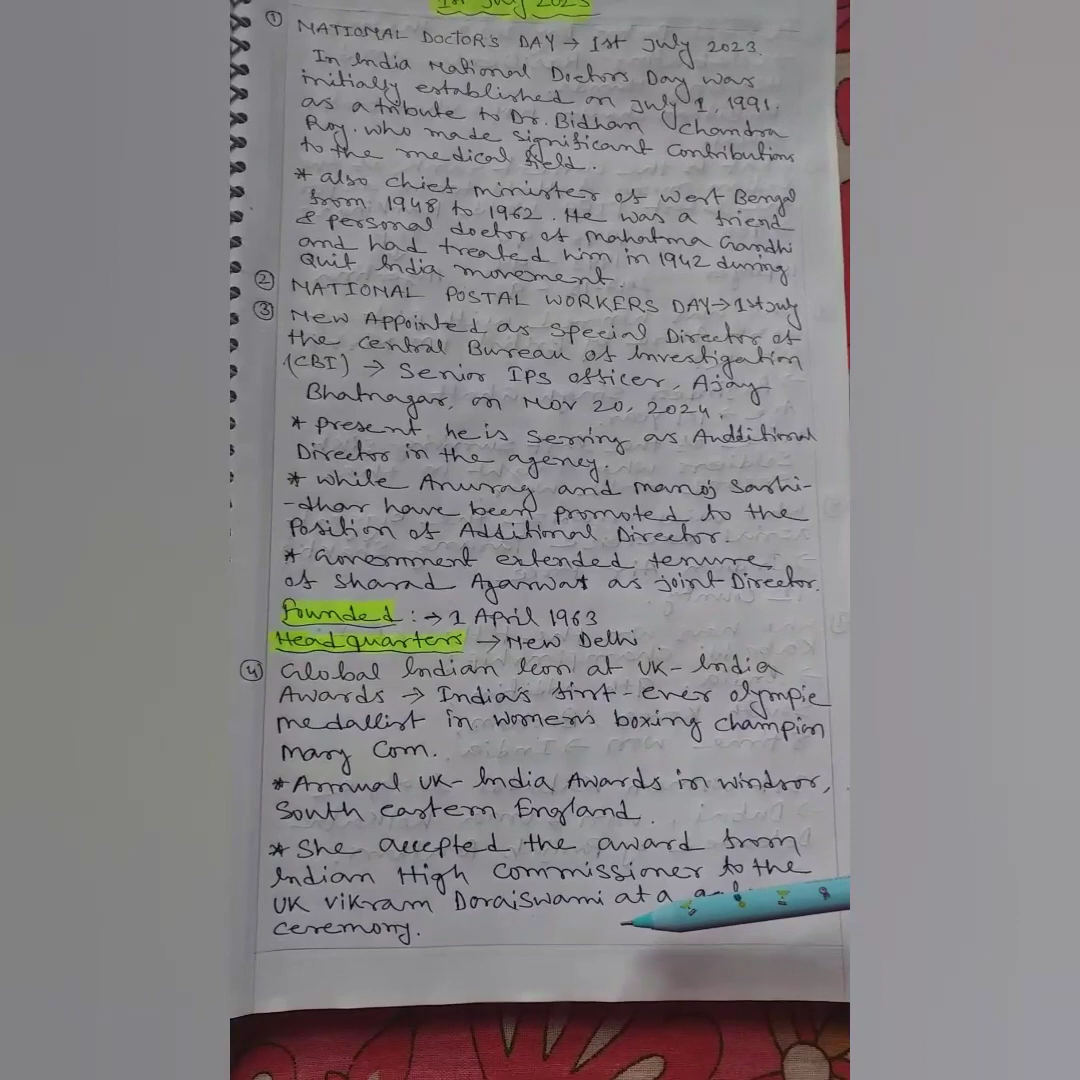 In July 2023
① NATIONAL DOCTOR'S DAY → 1st July 2023.
In India National Doctors Day was
initially established on July 1, 1991.
as a tribute to Dr. Bidhan Chandra
Roy. who made significant contributions
to the medical field.
* also chief minister of West Bengal
from 1948 to 1962. He was a friend
& personal doctor of Mahatma Gandhi
and had treated him in 1942 during
Quit India movement.
② NATIONAL POSTAL WORKERS DAY → 1st July
③ New Appointed as Special Director of
the Central Bureau of Investigation
(CBI) → Senior IPS officer, Ajay
Bhatnagar, on Nov 20, 2024.
* present he is serving as Andditional
Director in the agency.
* while Anurag and Manoj Sashi-
-dhar have been promoted to the
Position of Additional Director.
* Government extended tenure
of Sharad Agarwal as joint Director.
Founded :→ 1 April 1963
Headquarters → New Delhi
④ Global Indian Icon at UK-India
Awards → India's first-ever olympic
medallist in women's boxing champion
Mary Com.
* Annual UK-India Awards in Windsor,
South eastern England.
* She accepted the award from
Indian High Commissioner to the
UK Vikram Doraiswami at a
ceremony.